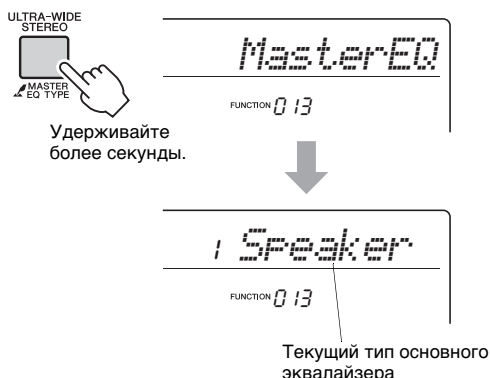 ULTRA-WIDE
STEREO
MASTER
EQ TYPE
Удерживайте
более секунды.
MasterEQ
FUNCTION 013
1 Speaker
FUNCTION 013
Текущий тип основного
эквалайзера